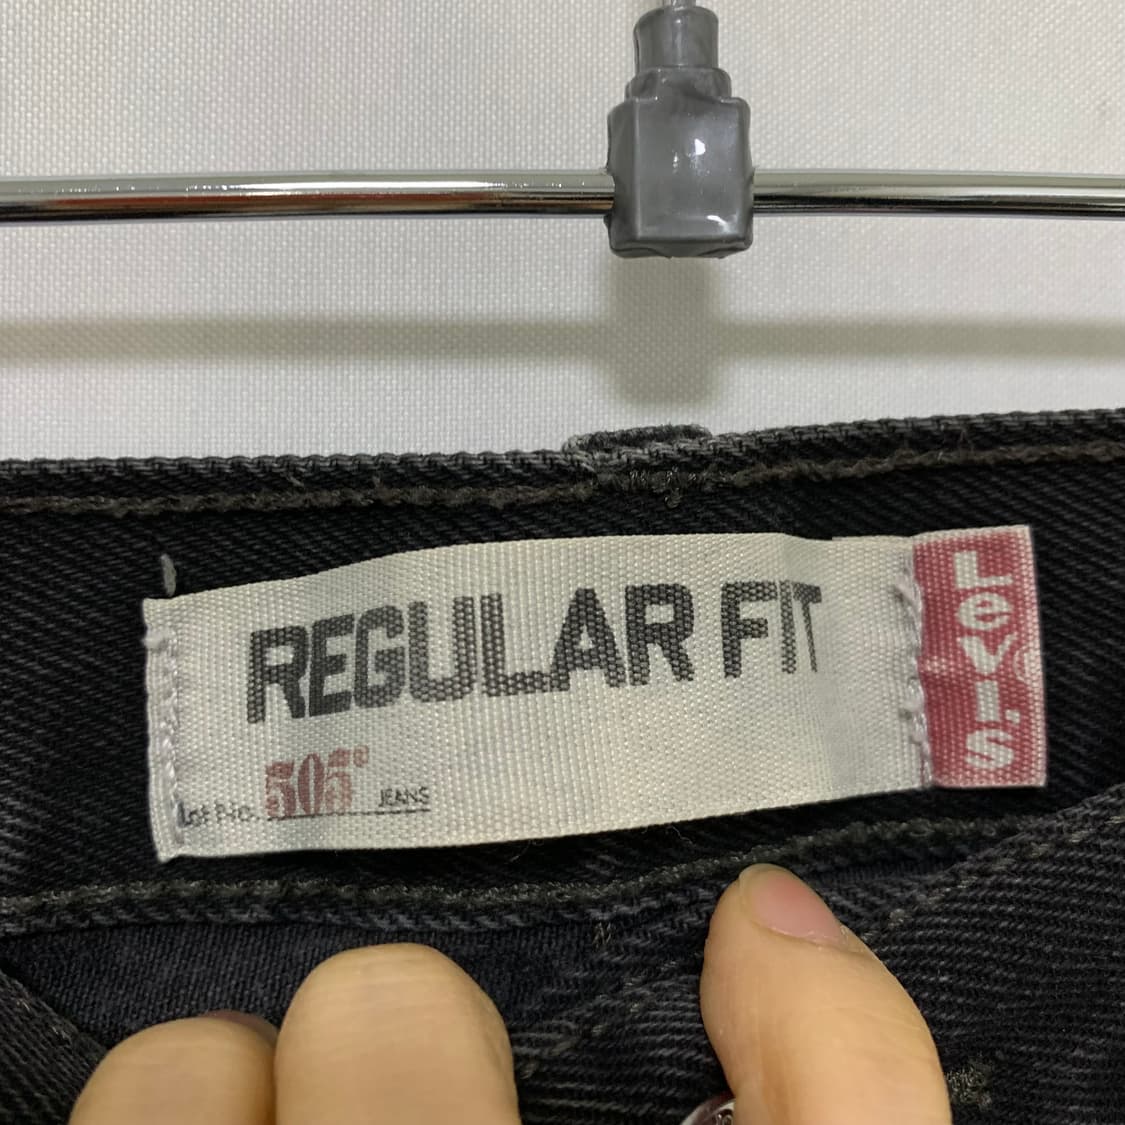 REGULAR FIT
Lot No. 505® JEANS
Levi's